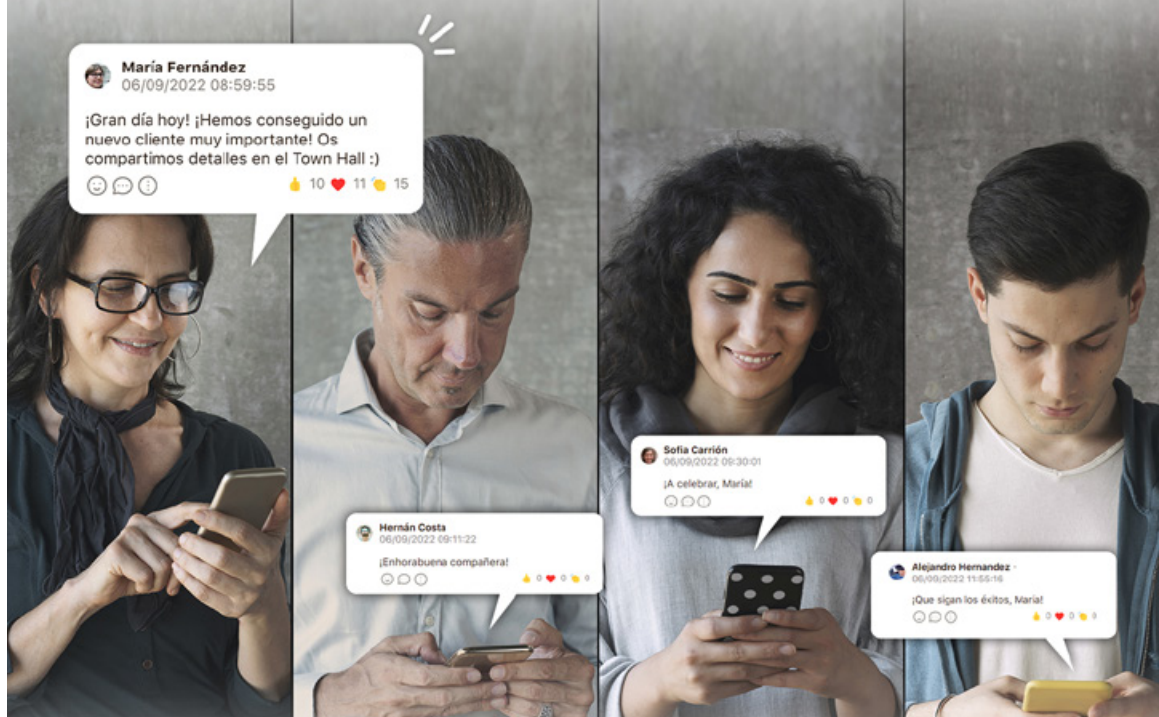 María Fernández
06/09/2022 08:59:55
¡Gran día hoy! ¡Hemos conseguido un
nuevo cliente muy importante! Os
compartimos detalles en el Town Hall :)
10 11 15
Hernán Costa
06/09/2022 09:11:22
¡Enhorabuena compañera!
0 0 0
Sofia Carrión
06/09/2022 09:30:01
¡A celebrar, María!
0 0 0
Alejandro Hernandez -
06/09/2022 11:55:16
¡Que sigan los éxitos, Maria!
0 0 0